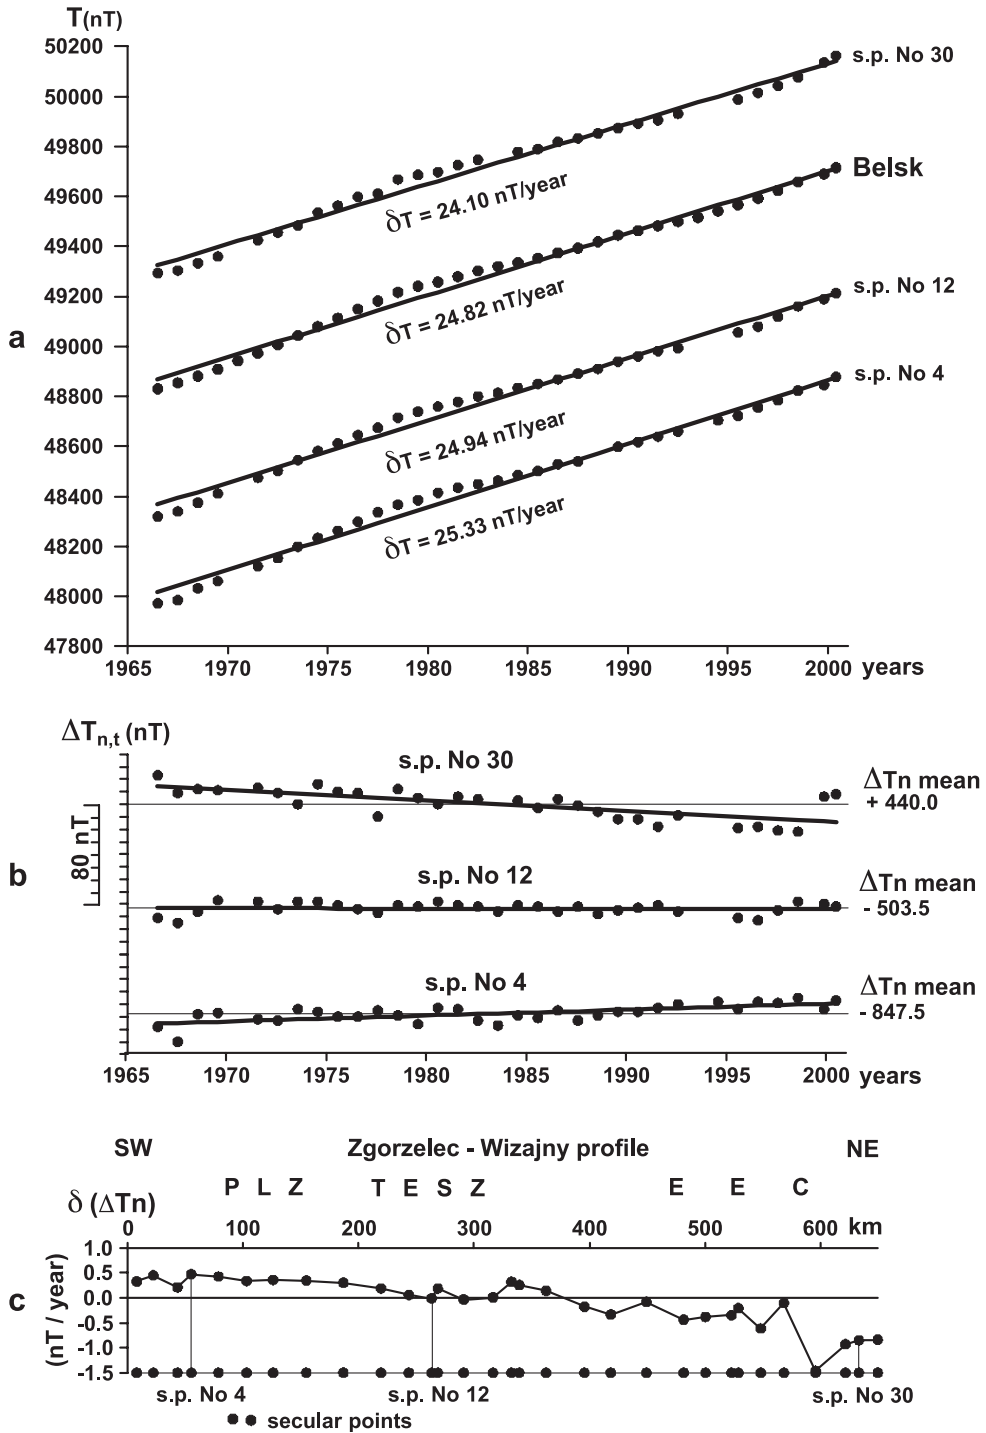 T(nT)
50200
s.p. No 30
50000
49800
49600
Belsk
δT = 24.10 nT/year
49400
49200
s.p. No 12
δT = 24.82 nT/year
a
49000
48800
s.p. No 4
48600
δT = 24.94 nT/year
48400
48200
δT = 25.33 nT/year
48000
47800
1965 1970 1975 1980 1985 1990 1995 2000 years
ΔTn,t (nT)
s.p. No 30
ΔTn mean
+ 440.0
80 nT
b
s.p. No 12
ΔTn mean
- 503.5
s.p. No 4
ΔTn mean
- 847.5
1965 1970 1975 1980 1985 1990 1995 2000 years
SW Zgorzelec - Wizajny profile NE
P L Z T E S Z E E C
δ (ΔTn)
0 100 200 300 400 500 600 km
1.0
0.5
c
0.0
(nT / year)
-0.5
-1.0
-1.5
s.p. No 4 s.p. No 12 s.p. No 30
secular points